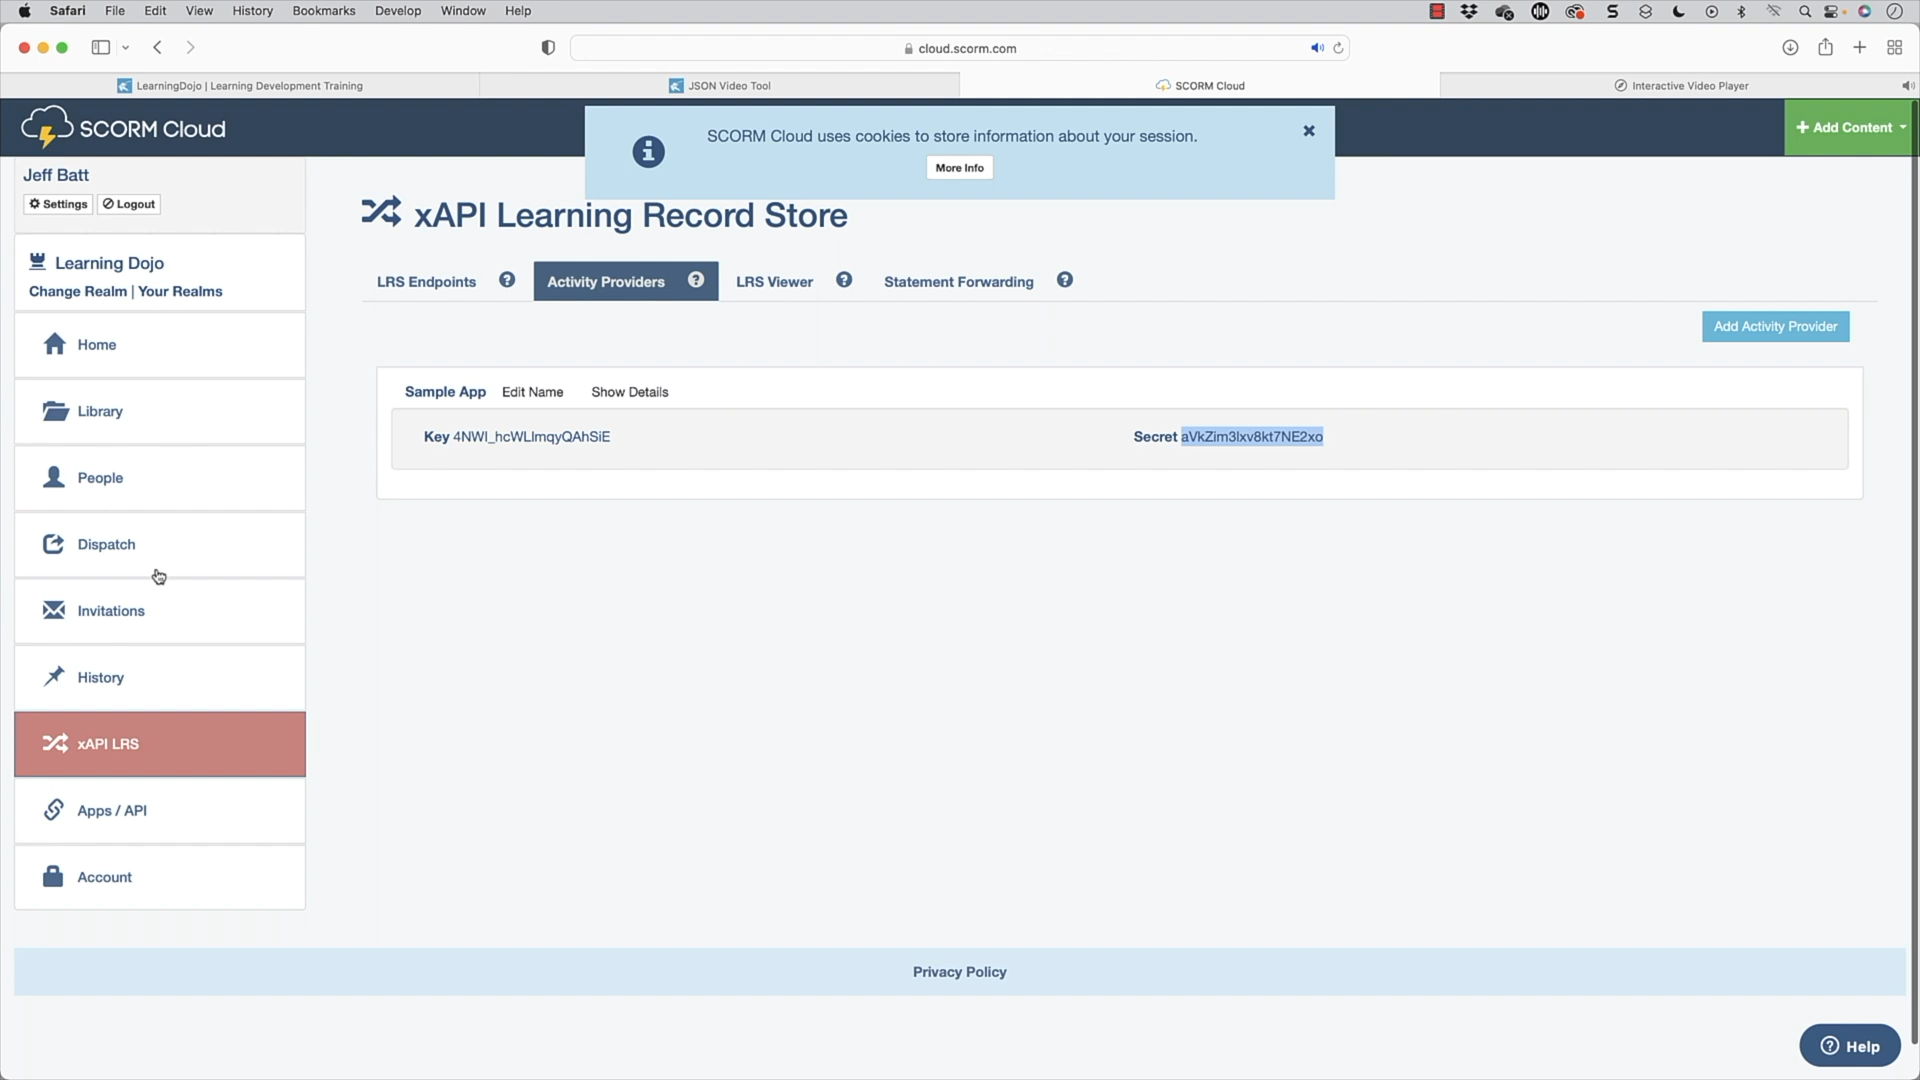 Safari File Edit View History Bookmarks Develop Window Help
cloud.scorm.com
LearningDojo | Learning Development Training
JSON Video Tool
SCORM Cloud
Interactive Video Player
SCORM Cloud
SCORM Cloud uses cookies to store information about your session.
More Info
+ Add Content
Jeff Batt
Settings Logout
xAPI Learning Record Store
Learning Dojo
Change Realm | Your Realms
LRS Endpoints Activity Providers LRS Viewer Statement Forwarding
Add Activity Provider
Home
Library
People
Dispatch
Invitations
History
xAPI LRS
Apps / API
Account
Sample App Edit Name Show Details
Key 4NWI_hcWLlmqyQAhSiE
Secret aVkZim3lxv8kt7NE2xo
Privacy Policy
Help